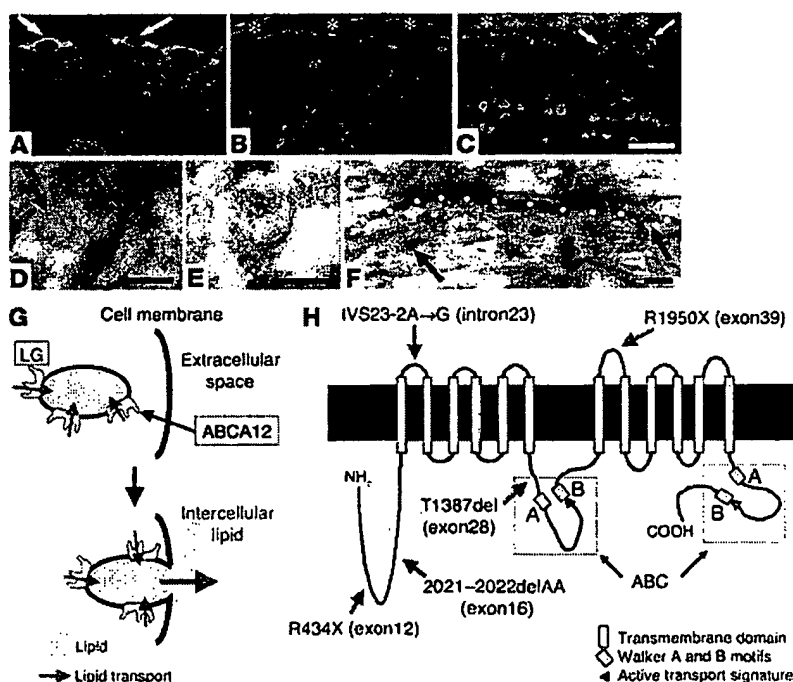 A
B
C
D
E
F
G
Cell membrane
LG
Extracellular
space
ABCA12
Intercellular
lipid
Lipid
Lipid transport
H
IVS23-2A→G (intron23)
R1950X (exon39)
NH2
T1387del
(exon28)
A
B
A
B
COOH
ABC
2021–2022delAA
(exon16)
R434X (exon12)
Transmembrane domain
Walker A and B motifs
Active transport signature